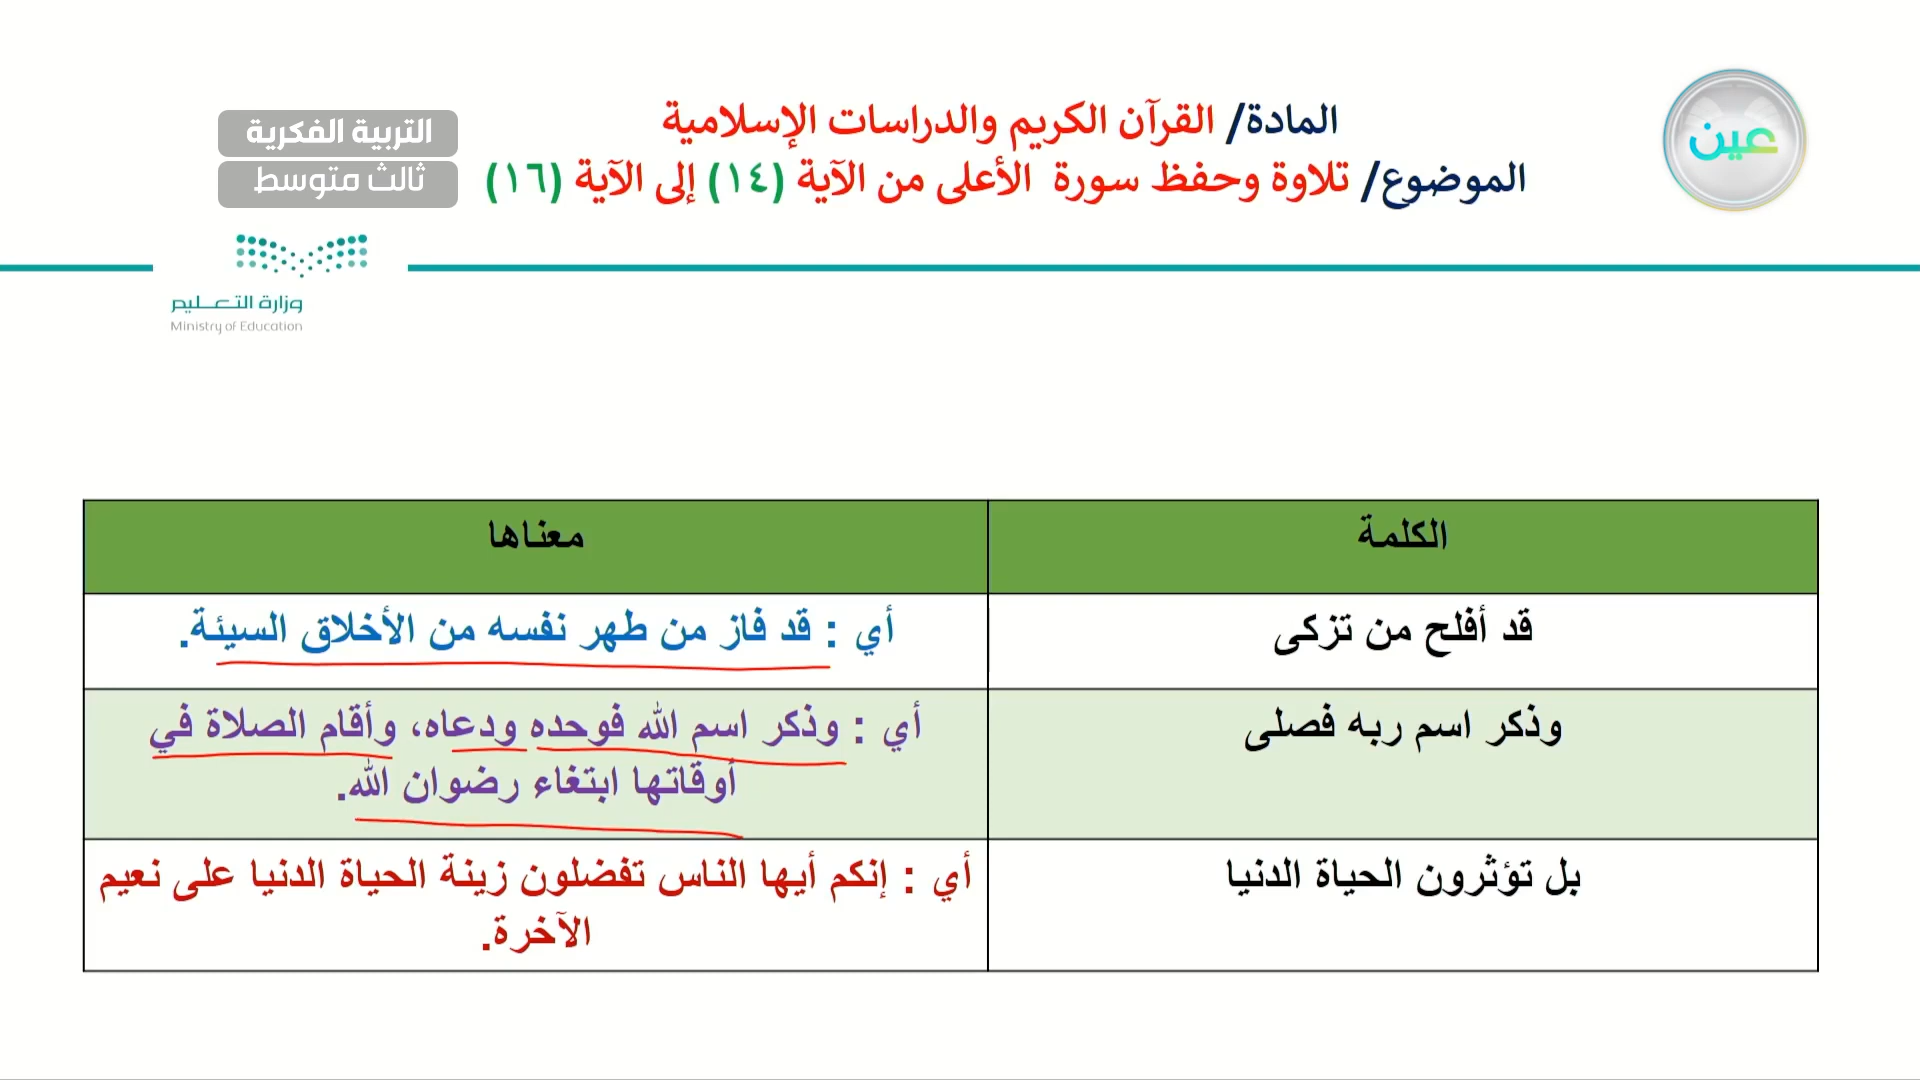 عين
المادة/ القرآن الكريم والدراسات الإسلامية
الموضوع/ تلاوة وحفظ سورة الأعلى من الآية (١٤) إلى الآية (١٦)
التربية الفكرية
ثالث متوسط
وزارة التعليم
Ministry of Education
الكلمة
معناها
قد أفلح من تزكى
أي : قد فاز من طهر نفسه من الأخلاق السيئة.
وذكر اسم ربه فصلى
أي : وذكر اسم الله فوحده ودعاه، وأقام الصلاة في
أوقاتها ابتغاء رضوان الله.
بل تؤثرون الحياة الدنيا
أي : إنكم أيها الناس تفضلون زينة الحياة الدنيا على نعيم
الآخرة.